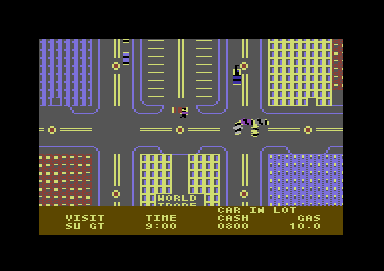 WORLD
TRADE
CAR IN LOT
VISIT TIME CASH GAS
SU GT 9:00 0800 10.0